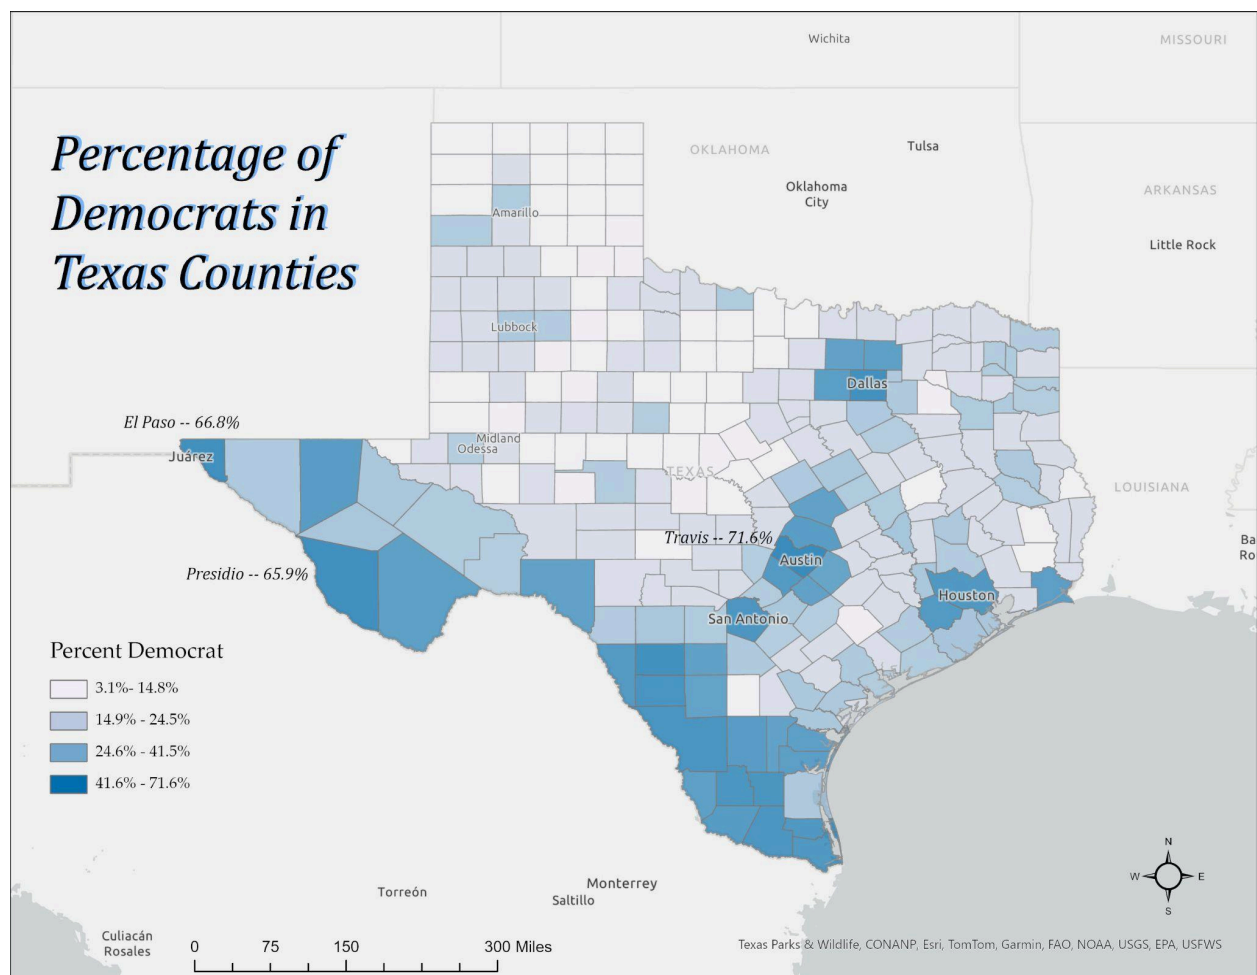 Wichita
MISSOURI
Percentage of
Democrats in
Texas Counties
OKLAHOMA
Tulsa
Oklahoma
City
ARKANSAS
Little Rock
Amarillo
Lubbock
Dallas
El Paso -- 66.8%
Juárez
Midland
Odessa
TEXAS
LOUISIANA
Travis -- 71.6%
Austin
Ba
Ro
Presidio -- 65.9%
Houston
San Antonio
Percent Democrat
3.1%- 14.8%
14.9% - 24.5%
24.6% - 41.5%
41.6% - 71.6%
N
W
E
S
Monterrey
Torreón
Saltillo
Culiacán
Rosales
0 75 150 300 Miles
Texas Parks & Wildlife, CONANP, Esri, TomTom, Garmin, FAO, NOAA, USGS, EPA, USFWS